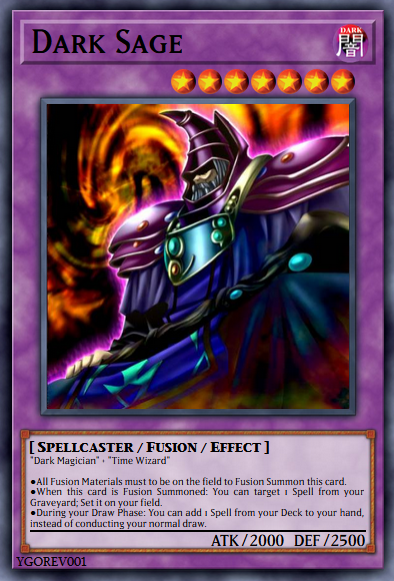 Dark Sage
DARK
闇
[ Spellcaster / Fusion / Effect ]
"Dark Magician" + "Time Wizard"
●All Fusion Materials must be on the field to Fusion Summon this card.
●When this card is Fusion Summoned: You can target 1 Spell from your
Graveyard; Set it on your field.
●During your Draw Phase: You can add 1 Spell from your Deck to your hand,
instead of conducting your normal draw.
ATK/2000 DEF/2500
YGOREV001